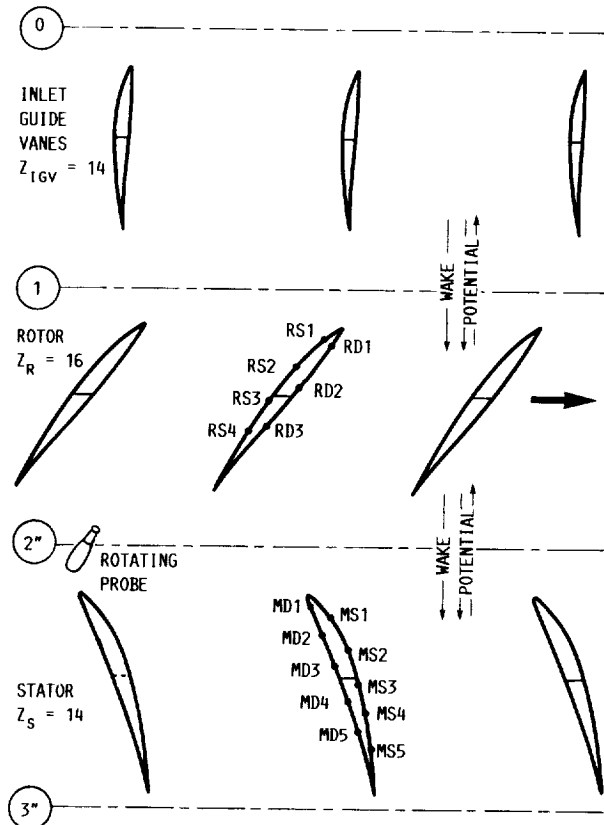 0
INLET
GUIDE
VANES
Z_IGV = 14
WAKE
POTENTIAL
1
ROTOR
Z_R = 16
RS1
RD1
RS2
RD2
RS3
RS4
RD3
2"
ROTATING
PROBE
WAKE
POTENTIAL
MD1
MS1
MD2
MS2
MD3
MS3
STATOR
Z_S = 14
MD4
MS4
MD5
MS5
3"